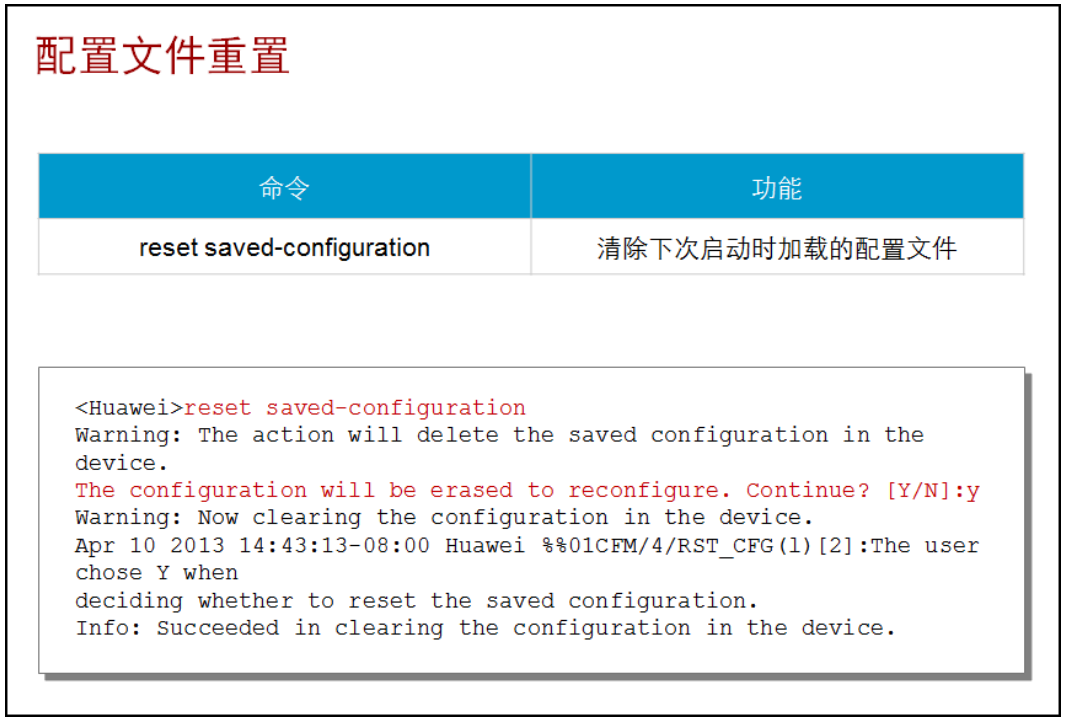 配置文件重置
命令 功能
reset saved-configuration 清除下次启动时加载的配置文件
<Huawei>reset saved-configuration
Warning: The action will delete the saved configuration in the
device.
The configuration will be erased to reconfigure. Continue? [Y/N]:y
Warning: Now clearing the configuration in the device.
Apr 10 2013 14:43:13-08:00 Huawei %%01CFM/4/RST_CFG(l)[2]:The user
chose Y when
deciding whether to reset the saved configuration.
Info: Succeeded in clearing the configuration in the device.